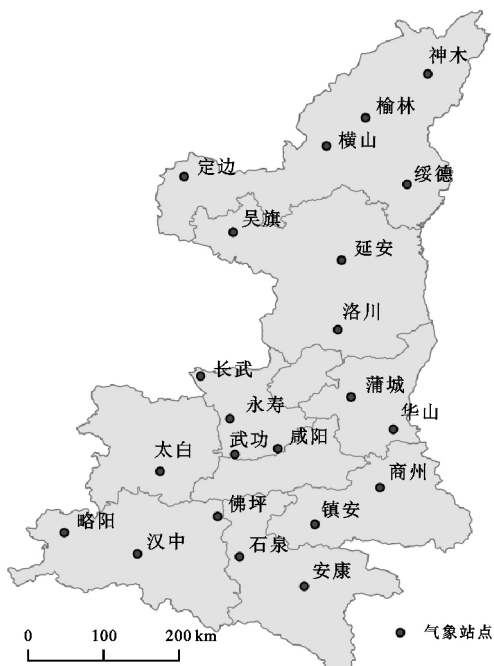 神木
榆林
横山
定边
绥德
吴旗
延安
洛川
长武
蒲城
永寿
华山
武功
咸阳
太白
商州
佛坪
镇安
略阳
汉中
石泉
安康
0 100 200 km
气象站点